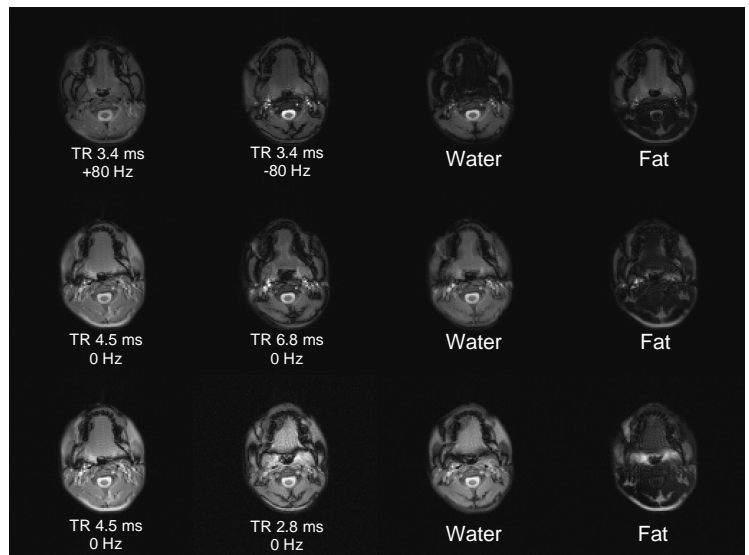 TR 3.4 ms
+80 Hz
TR 3.4 ms
-80 Hz
Water
Fat
TR 4.5 ms
0 Hz
TR 6.8 ms
0 Hz
Water
Fat
TR 4.5 ms
0 Hz
TR 2.8 ms
0 Hz
Water
Fat